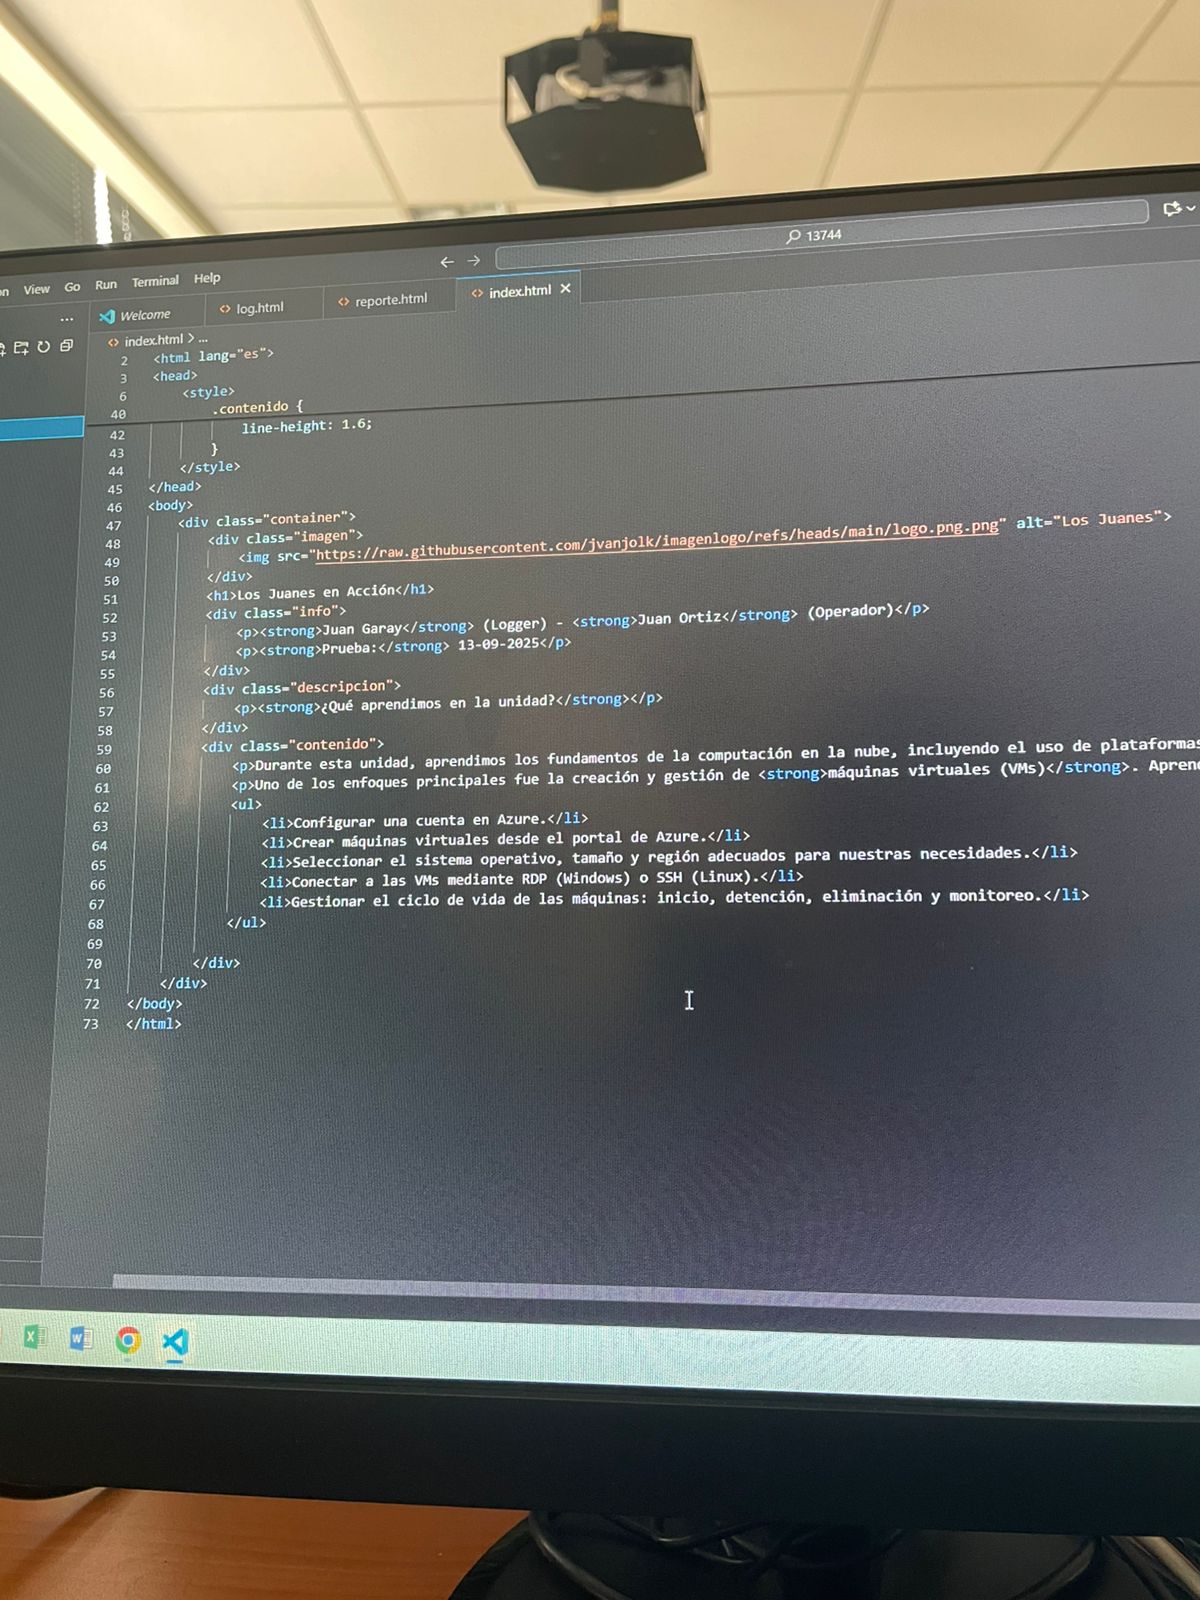 View Go Run Terminal Help
13744
Welcome
log.html
reporte.html
index.html
index.html > ...
2 <html lang="es">
3 <head>
6 <style>
40 .contenido {
42 line-height: 1.6;
43 }
44 </style>
45 </head>
46 <body>
47 <div class="container">
48 <div class="imagen">
49 <img src="https://raw.githubusercontent.com/jvanjolk/imagenlogo/refs/heads/main/logo.png.png" alt="Los Juanes">
50 </div>
51 <h1>Los Juanes en Acción</h1>
52 <div class="info">
53 <p><strong>Juan Garay</strong> (Logger) - <strong>Juan Ortiz</strong> (Operador)</p>
54 <p><strong>Prueba:</strong> 13-09-2025</p>
55 </div>
56 <div class="descripcion">
57 <p><strong>¿Qué aprendimos en la unidad?</strong></p>
58 </div>
59 <div class="contenido">
60 <p>Durante esta unidad, aprendimos los fundamentos de la computación en la nube, incluyendo el uso de plataformas
61 <p>Uno de los enfoques principales fue la creación y gestión de <strong>máquinas virtuales (VMs)</strong>. Apren
62 <ul>
63 <li>Configurar una cuenta en Azure.</li>
64 <li>Crear máquinas virtuales desde el portal de Azure.</li>
65 <li>Seleccionar el sistema operativo, tamaño y región adecuados para nuestras necesidades.</li>
66 <li>Conectar a las VMs mediante RDP (Windows) o SSH (Linux).</li>
67 <li>Gestionar el ciclo de vida de las máquinas: inicio, detención, eliminación y monitoreo.</li>
68 </ul>
69
70 </div>
71 </div>
72 </body>
73 </html>